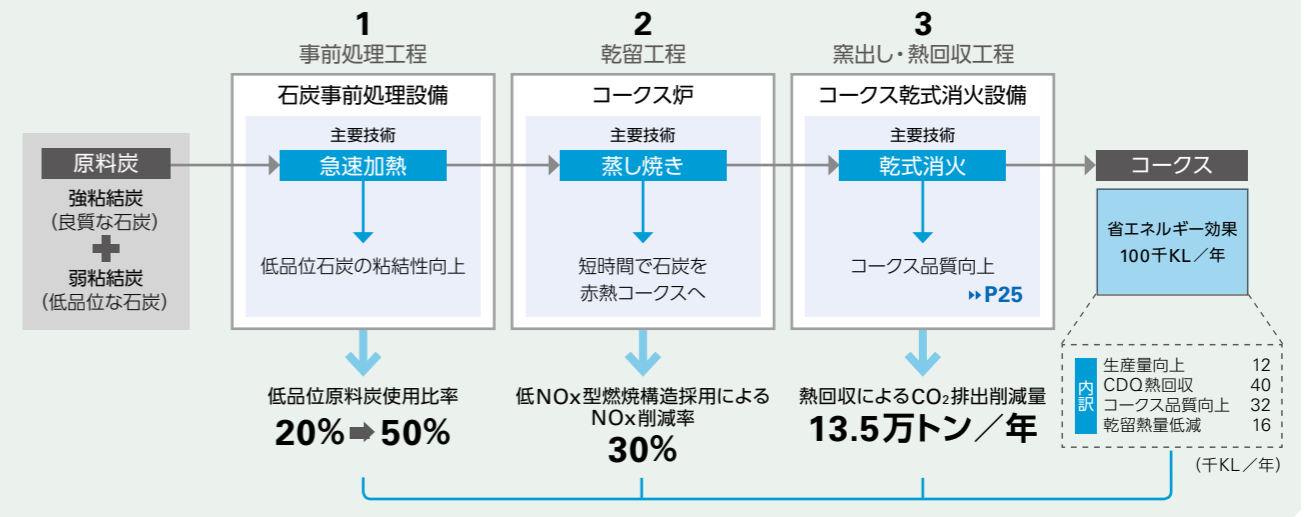 1
事前処理工程
石炭事前処理設備
主要技術
急速加熱
低品位石炭の粘結性向上
低品位原料炭使用比率
20%➡50%
2
乾留工程
コークス炉
主要技術
蒸し焼き
短時間で石炭を
赤熱コークスへ
低NOx型燃焼構造採用による
NOx削減率
30%
3
窯出し・熱回収工程
コークス乾式消火設備
主要技術
乾式消火
コークス品質向上
P25
熱回収によるCO₂排出削減量
13.5万トン／年
原料炭
強粘結炭
（良質な石炭）
弱粘結炭
（低品位な石炭）
コークス
省エネルギー効果
100千KL／年
内訳
生産量向上 12
CDQ熱回収 40
コークス品質向上 32
乾留熱量低減 16
（千KL／年）